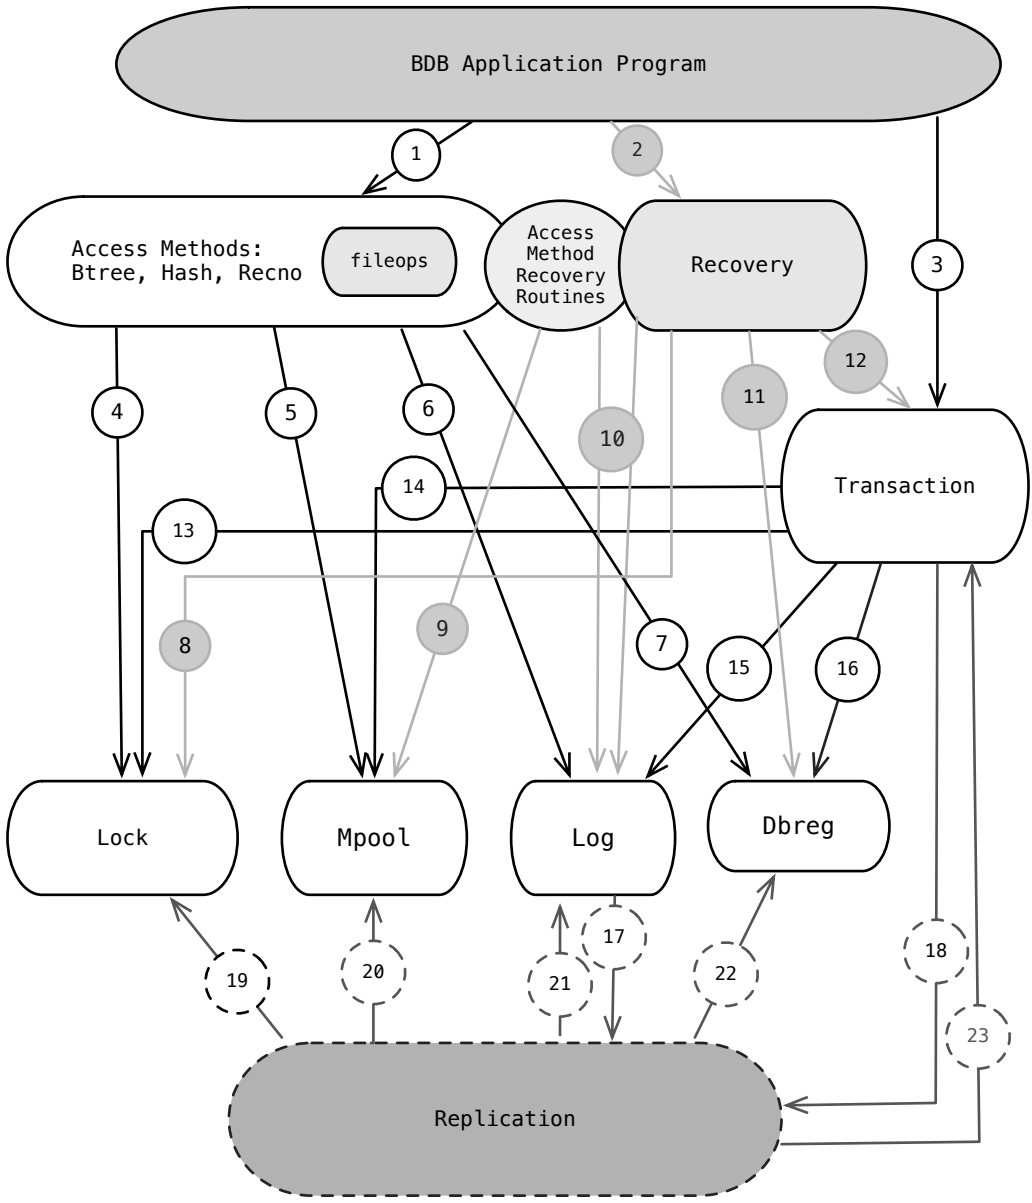 BDB Application Program
1
2
3
Access Methods:
Btree, Hash, Recno
fileops
Access
Method
Recovery
Routines
Recovery
4
5
6
10
11
12
14
13
Transaction
8
9
7
15
16
Lock
Mpool
Log
Dbreg
19
20
21
17
22
18
23
Replication